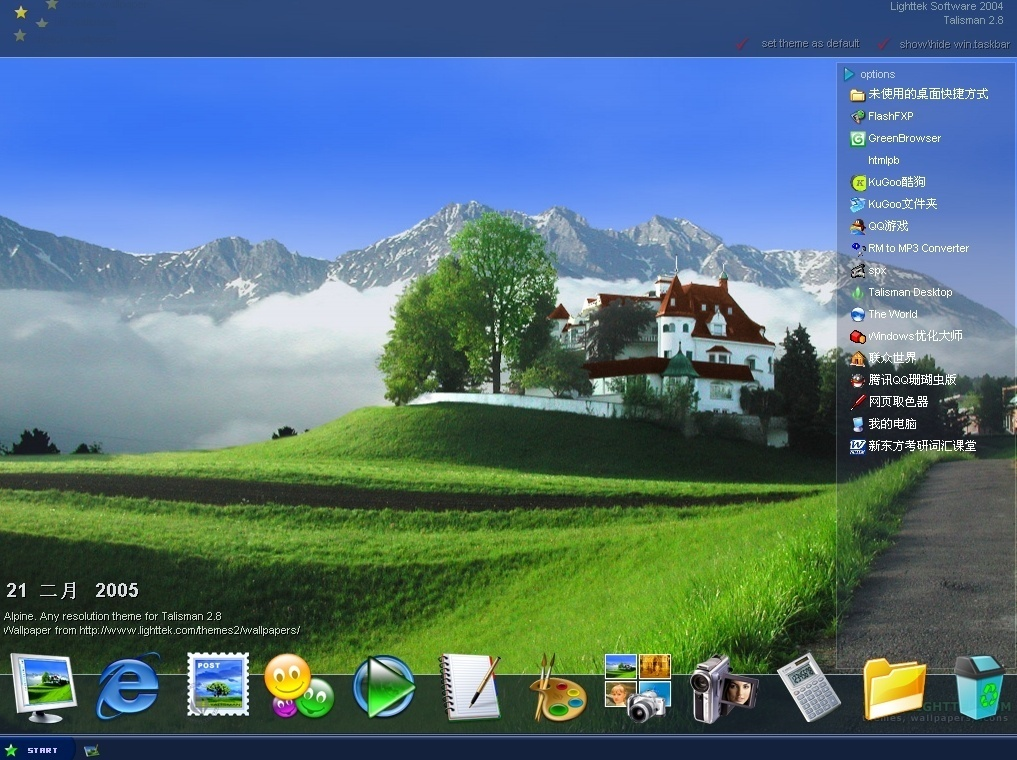 Lighttek Software 2004
Talisman 2.8
set theme as default
show\hide win.taskbar
options
未使用的桌面快捷方式
FlashFXP
GreenBrowser
htmlpb
KuGoo酷狗
KuGoo文件夹
QQ游戏
RM to MP3 Converter
spx
Talisman Desktop
The World
Windows优化大师
联众世界
腾讯QQ珊瑚虫版
网页取色器
我的电脑
新东方考研词汇课堂
21 二月 2005
Alpine. Any resolution theme for Talisman 2.8
Wallpaper from http://www.lighttek.com/themes2/wallpapers/
POST
START